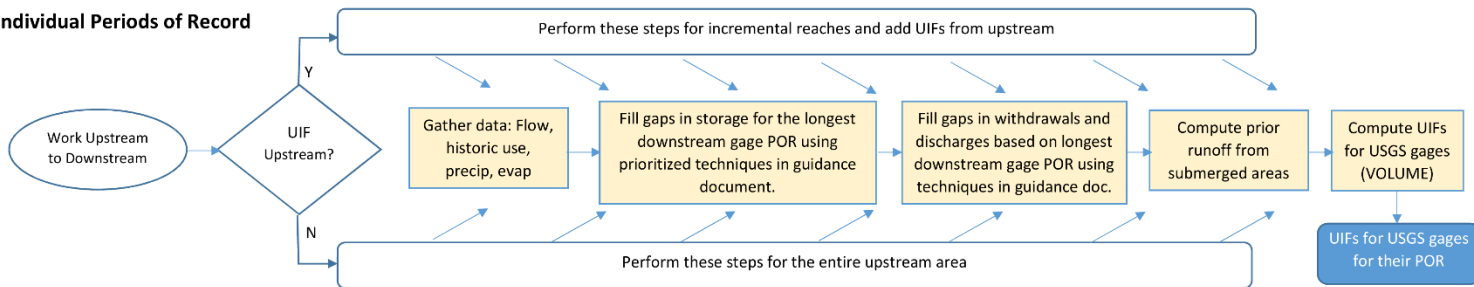 ndividual Periods of Record
Perform these steps for incremental reaches and add UIFs from upstream
Y
Work Upstream
to Downstream
UIF
Upstream?
Gather data: Flow,
historic use,
precip, evap
Fill gaps in storage for the longest
downstream gage POR using
prioritized techniques in guidance
document.
Fill gaps in withdrawals and
discharges based on longest
downstream gage POR using
techniques in guidance doc.
Compute prior
runoff from
submerged areas
Compute UIFs
for USGS gages
(VOLUME)
N
Perform these steps for the entire upstream area
UIFs for USGS gages
for their POR